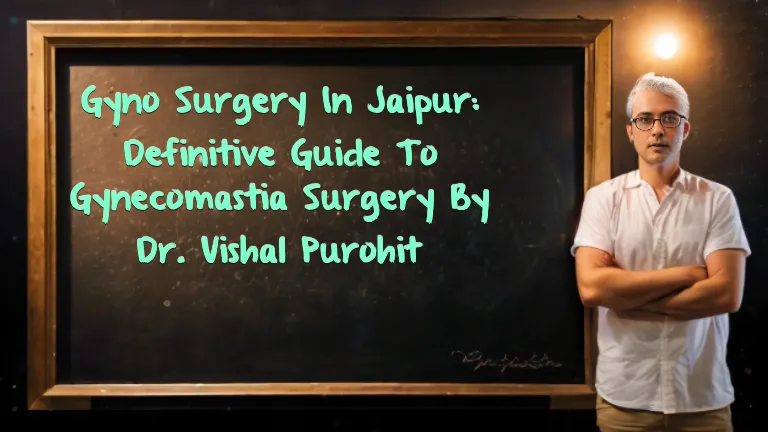 Gyno Surgery In Jaipur:
Definitive Guide To
Gynecomastia Surgery By
Dr. Vishal Purohit